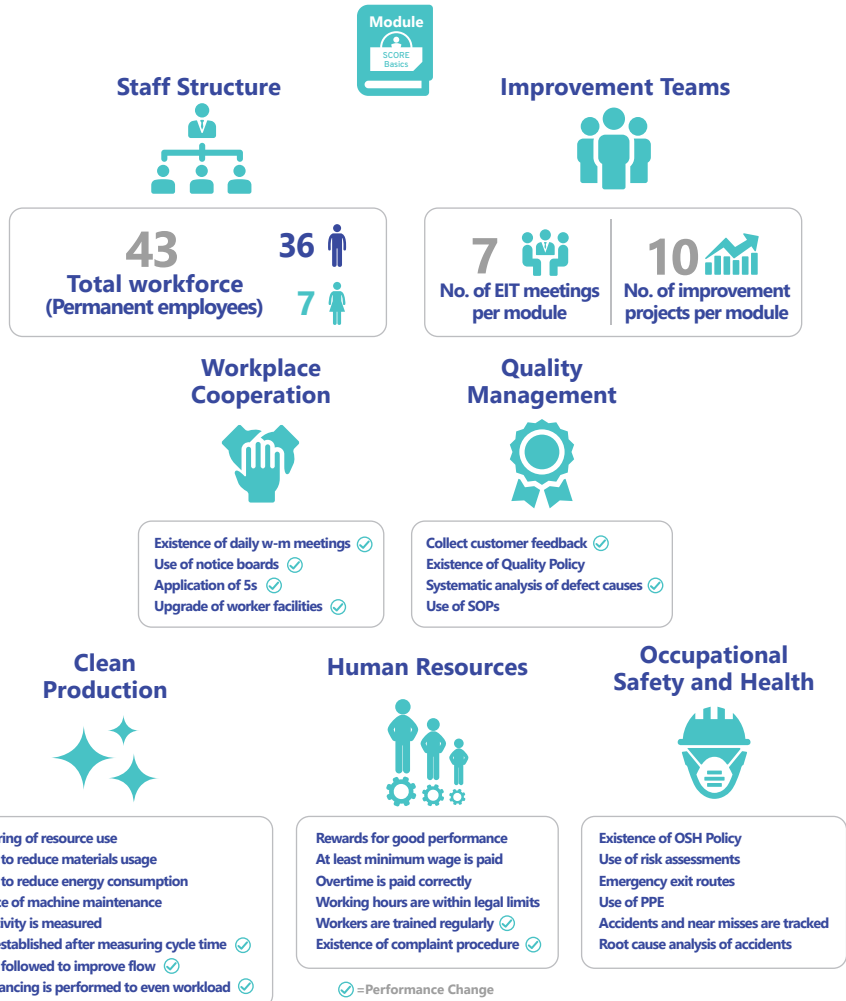 Module
SCORE
Basics
Staff Structure
Improvement Teams
43
Total workforce
(Permanent employees)
36
7
7
No. of EIT meetings
per module
10
No. of improvement
projects per module
Workplace
Cooperation
Quality
Management
Existence of daily w-m meetings
Use of notice boards
Application of 5s
Upgrade of worker facilities
Collect customer feedback
Existence of Quality Policy
Systematic analysis of defect causes
Use of SOPs
Clean
Production
Human Resources
Occupational
Safety and Health
ring of resource use
to reduce materials usage
to reduce energy consumption
e of machine maintenance
ivity is measured
established after measuring cycle time
followed to improve flow
ancing is performed to even workload
Rewards for good performance
At least minimum wage is paid
Overtime is paid correctly
Working hours are within legal limits
Workers are trained regularly
Existence of complaint procedure
Existence of OSH Policy
Use of risk assessments
Emergency exit routes
Use of PPE
Accidents and near misses are tracked
Root cause analysis of accidents
=Performance Change